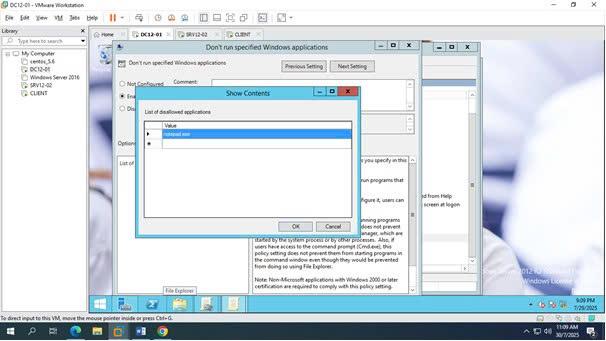 DC12-01 - VMware Workstation
File Edit View VM Tabs Help
Library
Type here to search
My Computer
centos_5.6
DC12-01
Windows Server 2016
SRV12-02
CLIENT
Home DC12-01 SRV12-02 CLIENT
Don't run specified Windows applications
Don't run specified Windows applications
Previous Setting Next Setting
Not Configured Comment:
Show Contents
List of disallowed applications
Value
notepad.exe
OK Cancel
Options
List of
you specify in this
run programs that
figure it, users can
nning programs
does not prevent
anager, which are
started by the system process or by other processes. Also, if
users have access to the command prompt (Cmd.exe), this
policy setting does not prevent them from starting programs in
the command window even though they would be prevented
from doing so using File Explorer.
Note: Non-Microsoft applications with Windows 2000 or later
certification are required to comply with this policy setting.
ed from Help
screen at logon
File Explorer
Server 2012 R2
Windows License
9:09 PM
7/29/2025
To direct input to this VM, move the mouse pointer inside or press Ctrl+G.
11:09 AM
30/7/2025